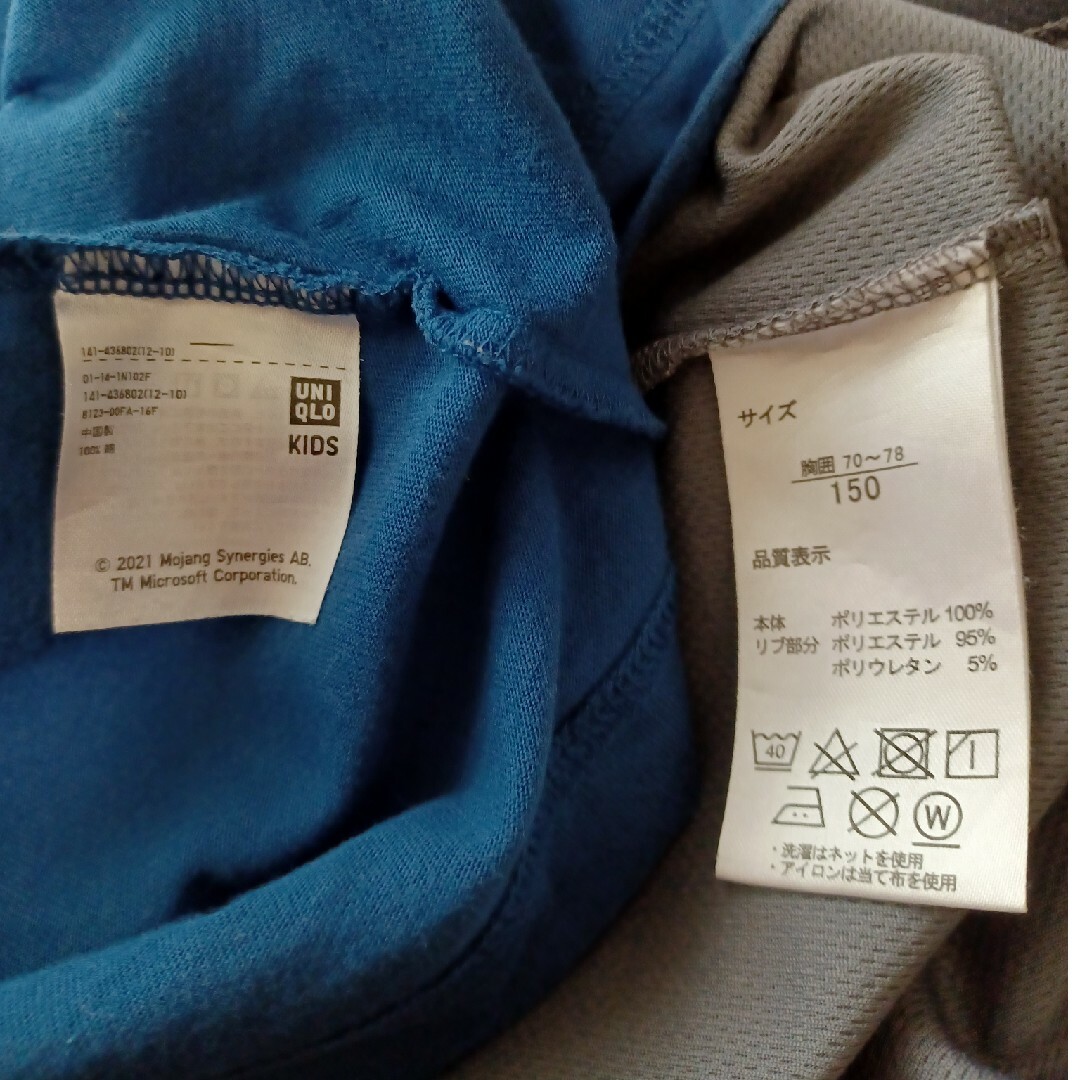 141-436802(12-10)
01-14-1N102F
141-436802(12-10)
8123-00FA-16F
中国製
100% 綿
UNI
QLO
KIDS
© 2021 Mojang Synergies AB.
TM Microsoft Corporation.
サイズ
胸囲 70～78
150
品質表示
本体 ポリエステル 100%
リブ部分 ポリエステル 95%
ポリウレタン 5%
40
W
・洗濯はネットを使用
・アイロンは当て布を使用